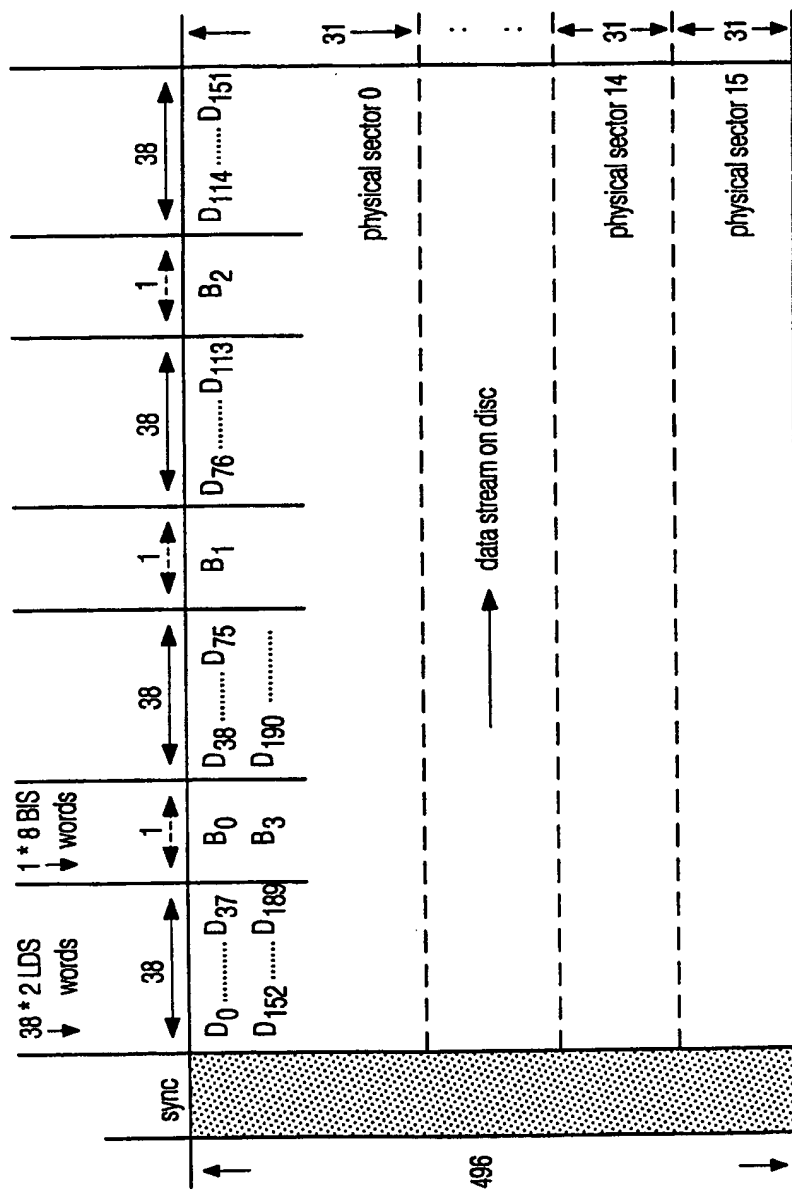 38 * 2 LDS words
1 * 8 BIS words
sync
38
1
38
1
38
1
38
D0 ............ D37
B0
D38 .......... D75
B1
D76 .......... D113
B2
D114 ........ D151
D152 ....... D189
B3
D190 ............
496
physical sector 0
31
data stream on disc
physical sector 14
31
physical sector 15
31